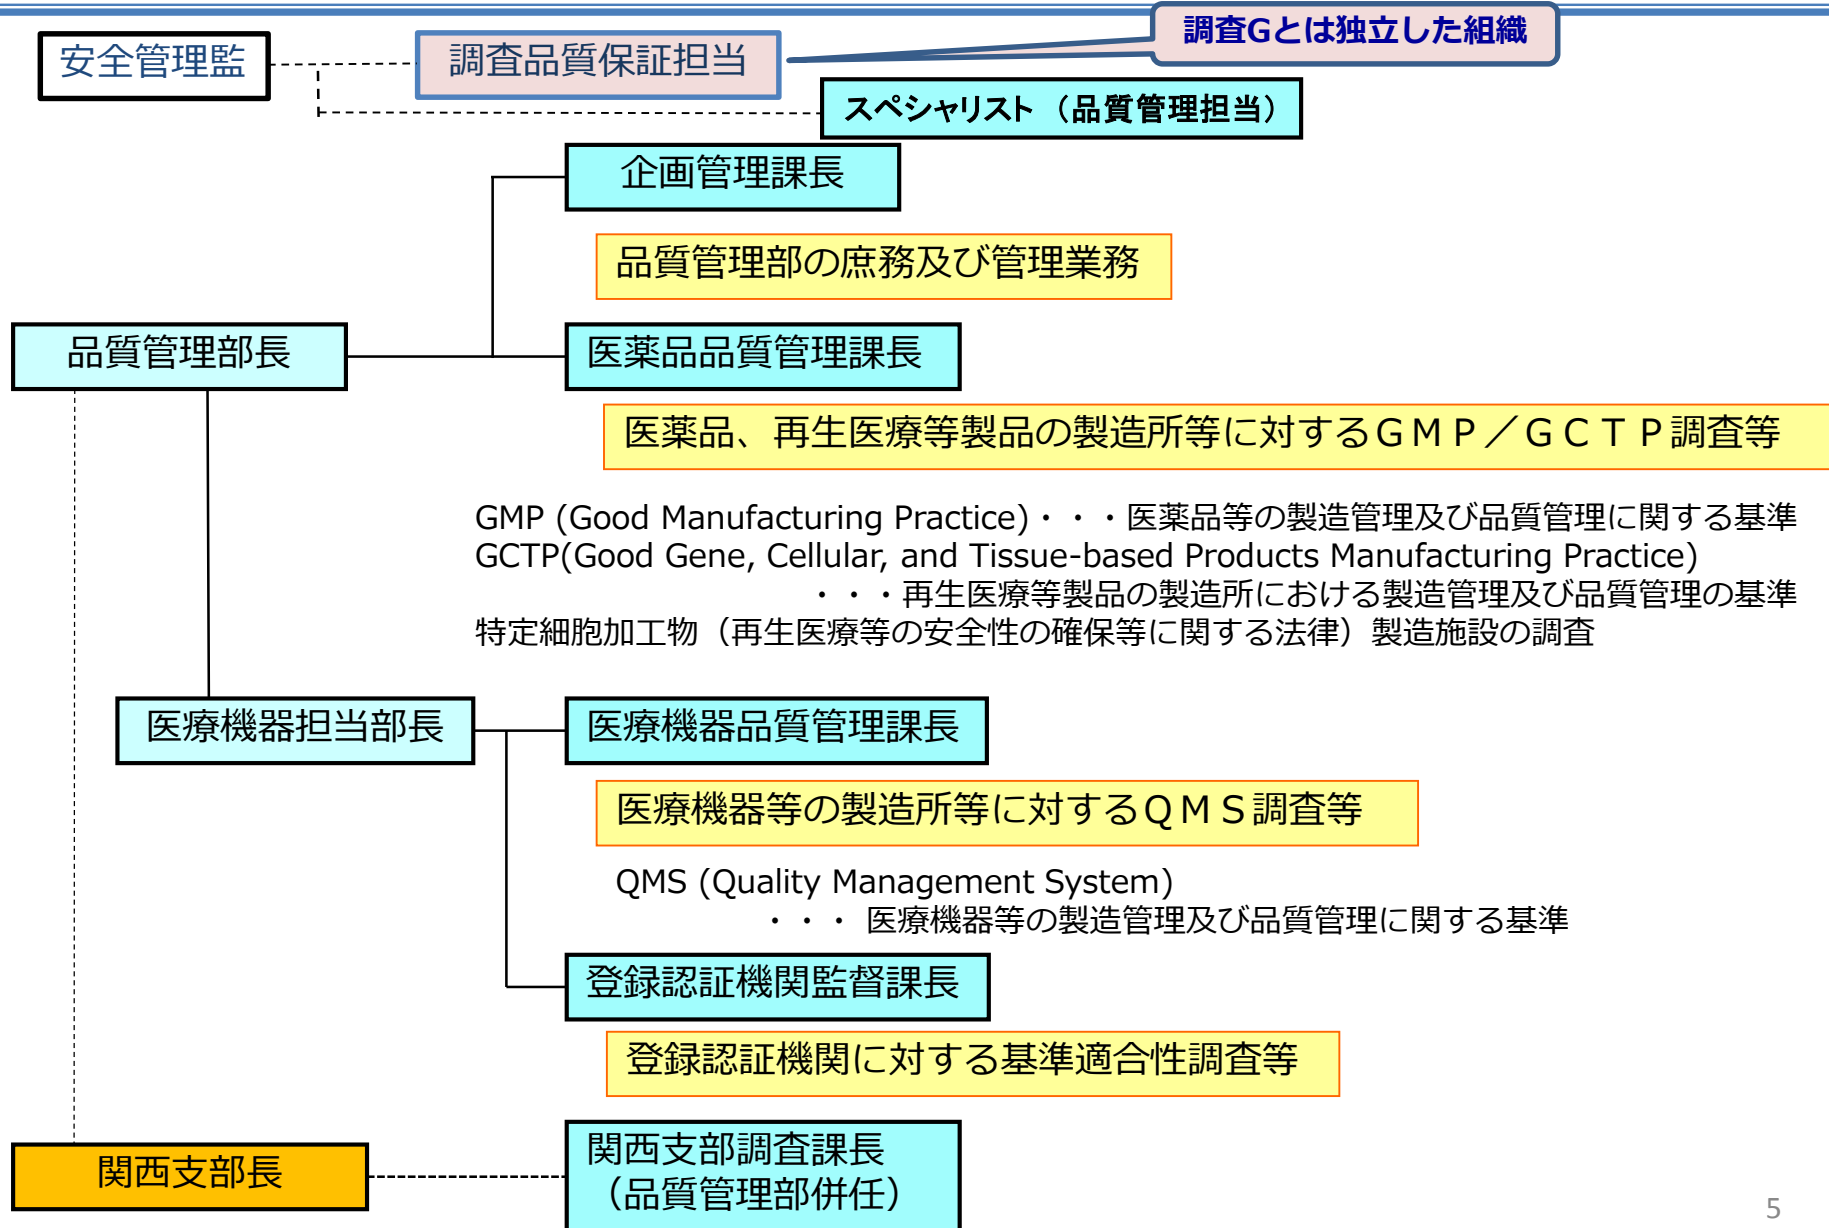 調査Gとは独立した組織
安全管理監
調査品質保証担当
スペシャリスト（品質管理担当）
企画管理課長
品質管理部の庶務及び管理業務
品質管理部長
医薬品品質管理課長
医薬品、再生医療等製品の製造所等に対するＧＭＰ／ＧＣＴＰ調査等
GMP (Good Manufacturing Practice)・・・医薬品等の製造管理及び品質管理に関する基準
GCTP(Good Gene, Cellular, and Tissue-based Products Manufacturing Practice)
・・・再生医療等製品の製造所における製造管理及び品質管理の基準
特定細胞加工物（再生医療等の安全性の確保等に関する法律）製造施設の調査
医療機器担当部長
医療機器品質管理課長
医療機器等の製造所等に対するＱＭＳ調査等
QMS (Quality Management System)
・・・ 医療機器等の製造管理及び品質管理に関する基準
登録認証機関監督課長
登録認証機関に対する基準適合性調査等
関西支部長
関西支部調査課長
（品質管理部併任）
5